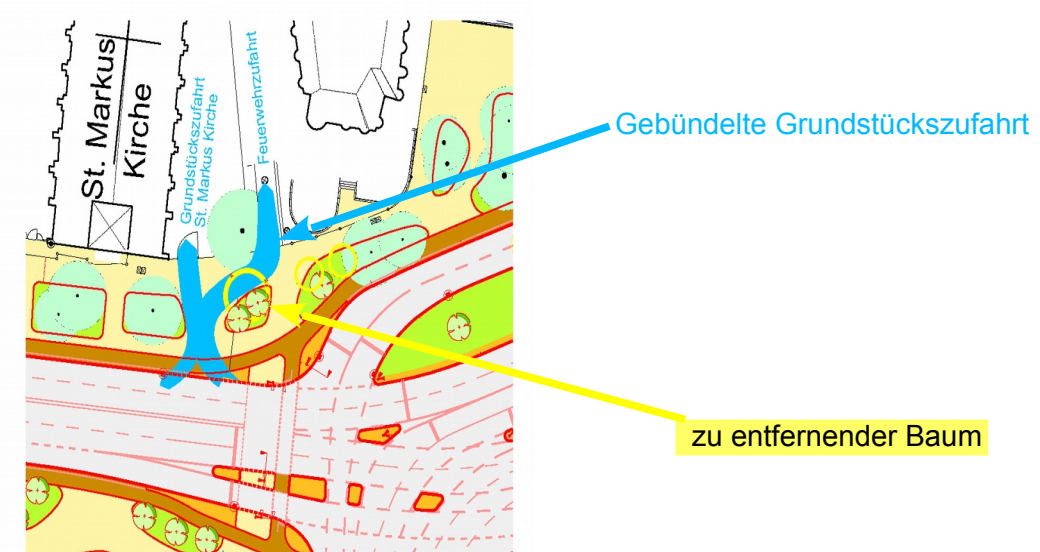 St. Markus
Kirche
Grundstückszufahrt
St. Markus Kirche
Feuerwehrzufahrt
Gebündelte Grundstückszufahrt
zu entfernender Baum